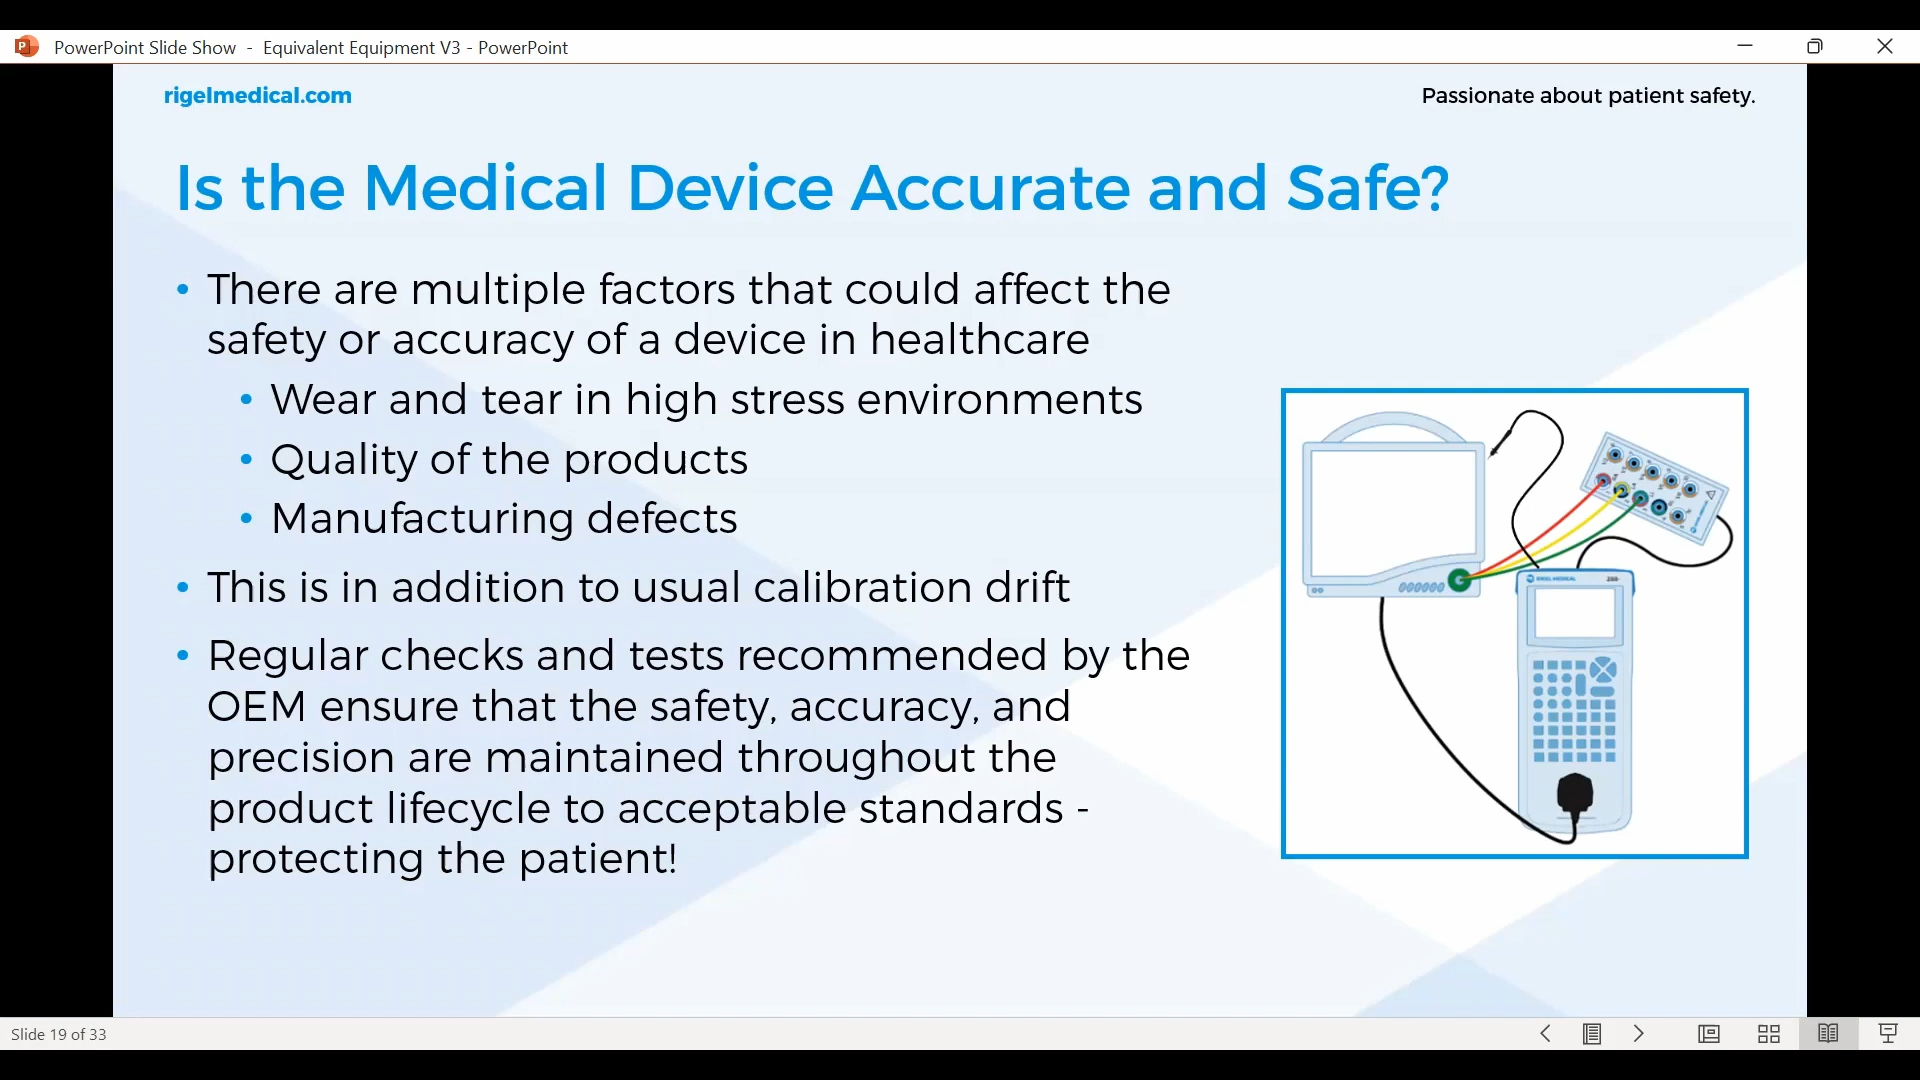 PowerPoint Slide Show - Equivalent Equipment V3 - PowerPoint
rigelmedical.com
Passionate about patient safety.
Is the Medical Device Accurate and Safe?
• There are multiple factors that could affect the
safety or accuracy of a device in healthcare
• Wear and tear in high stress environments
• Quality of the products
• Manufacturing defects
• This is in addition to usual calibration drift
• Regular checks and tests recommended by the
OEM ensure that the safety, accuracy, and
precision are maintained throughout the
product lifecycle to acceptable standards -
protecting the patient!
RIGEL MEDICAL
Slide 19 of 33